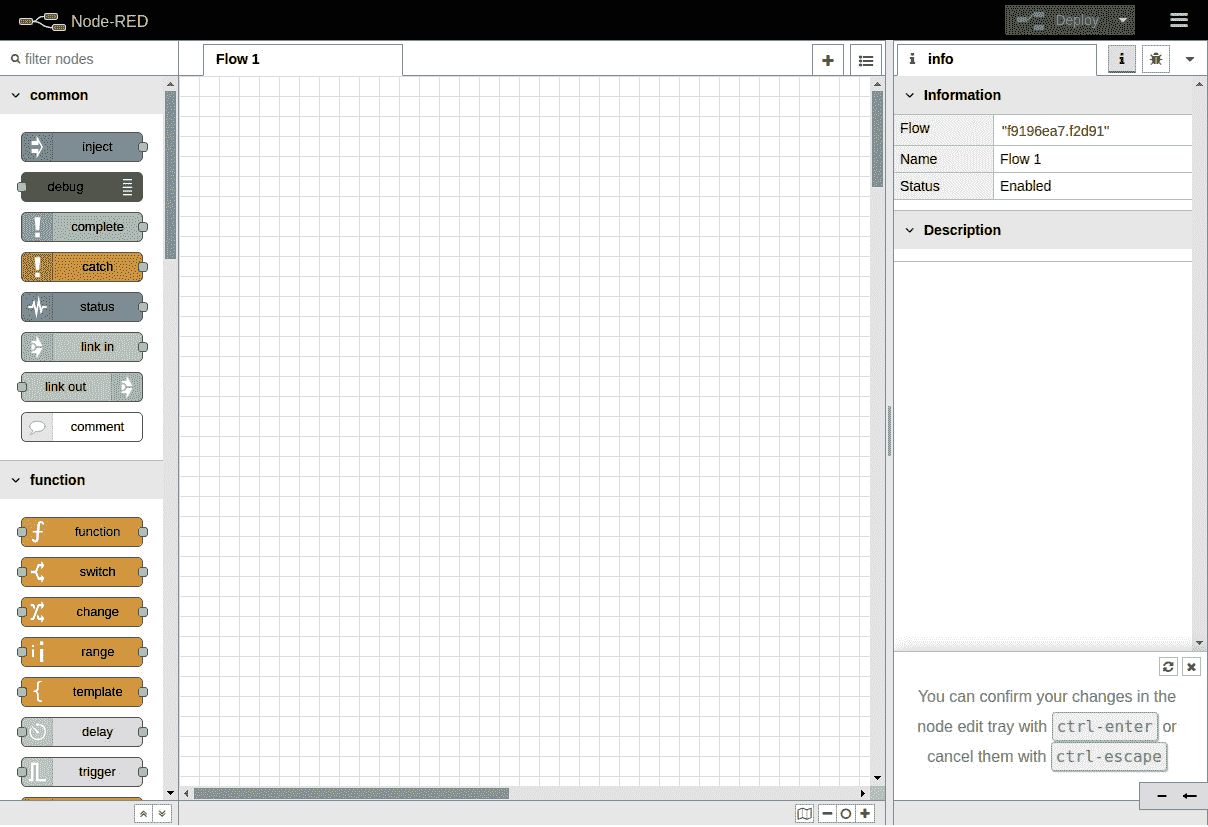 Node-RED
Deploy
filter nodes
Flow 1
info
common
inject
debug
complete
catch
status
link in
link out
comment
function
function
switch
change
range
template
delay
trigger
Information
Flow "f9196ea7.f2d91"
Name Flow 1
Status Enabled
Description
You can confirm your changes in the
node edit tray with ctrl-enter or
cancel them with ctrl-escape